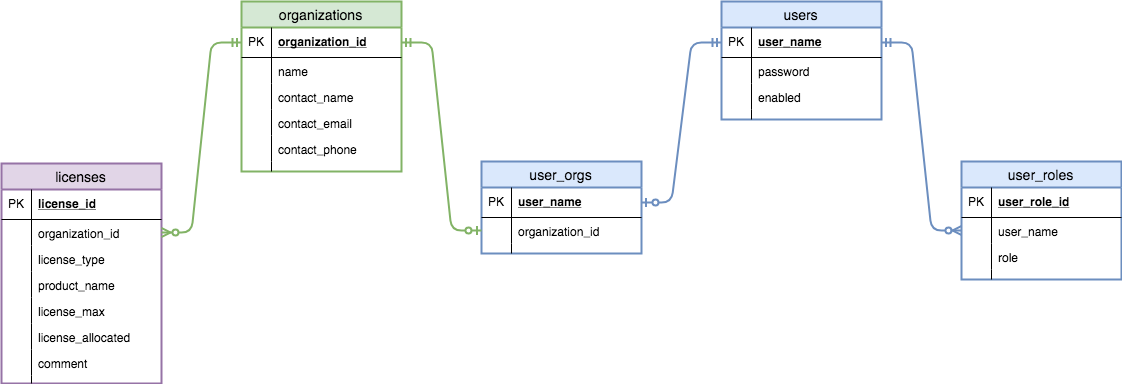 organizations
PK organization_id
name
contact_name
contact_email
contact_phone
users
PK user_name
password
enabled
licenses
PK license_id
organization_id
license_type
product_name
license_max
license_allocated
comment
user_orgs
PK user_name
organization_id
user_roles
PK user_role_id
user_name
role